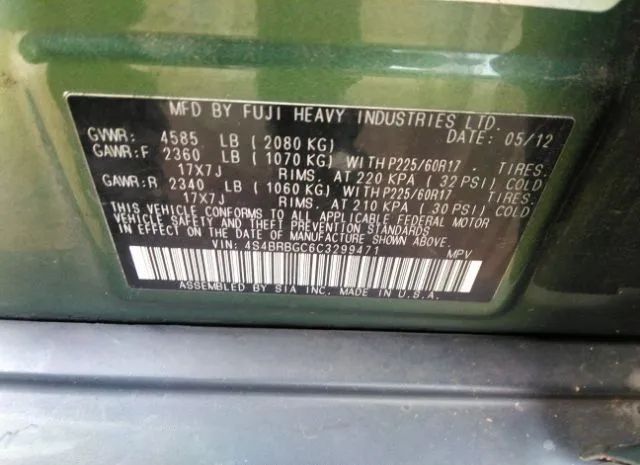 MFD BY FUJI HEAVY INDUSTRIES LTD.
GVWR: 4585 LB (2080 KG) DATE: 05/12
GAWR:F 2360 LB (1070 KG) WITH P225/60R17 TIRES.
17X7J RIMS. AT 220 KPA (32 PSI) COLD
GAWR:R 2340 LB (1060 KG) WITH P225/60R17 TIRES.
17X7J RIMS. AT 210 KPA (30 PSI) COLD
THIS VEHICLE CONFORMS TO ALL APPLICABLE FEDERAL MOTOR
VEHICLE SAFETY AND THEFT PREVENTION STANDARDS
IN EFFECT ON THE DATE OF MANUFACTURE SHOWN ABOVE.
VIN: 4S4BRBGC6C3299471 MPV
ASSEMBLED BY SIA INC. MADE IN U.S.A.